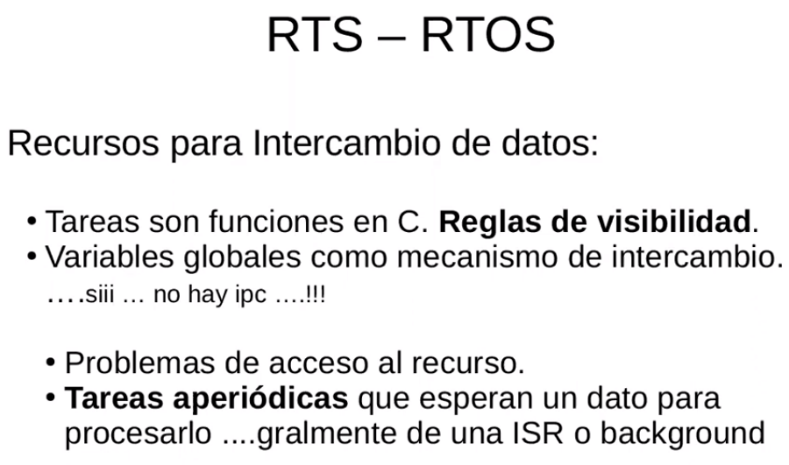 RTS – RTOS
Recursos para Intercambio de datos:
• Tareas son funciones en C. Reglas de visibilidad.
• Variables globales como mecanismo de intercambio.
....siii ... no hay ipc ....!!!
• Problemas de acceso al recurso.
• Tareas aperiódicas que esperan un dato para
procesarlo ....gralmente de una ISR o background